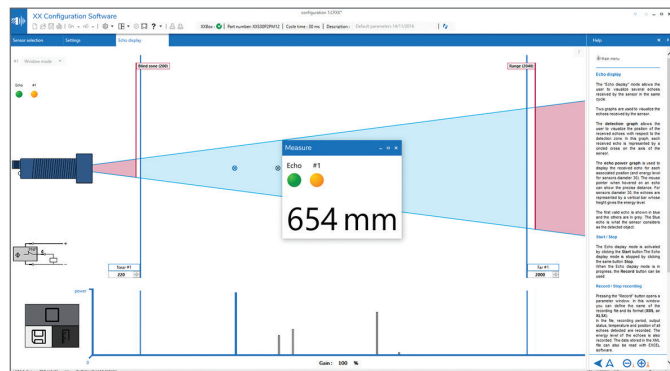 configuration 1.CFXE*
XX Configuration Software
XXBox - Part number: XXS30P2PM12 | Cycle time : 30 ms | Description : Default parameters 14/11/2016
Sensor selection
Settings
Echo display
Help
#1 Window mode
Main menu
Echo #1
Blind zone (200)
Range (2040)
Measure
Echo #1
654 mm
Near #1
220
Far #1
2000
power
0
Gain : 100 %
Echo display
The "Echo display" mode allows the
user to visualize several echoes
received by the sensor in the same
cycle.
Two graphs are used to visualize the
echoes received by the sensor.
The detection graph allows the
user to visualize the position of the
received echoes with respect to the
detection zone. In this graph, each
received echo is represented by a
circled cross on the axis of the
sensor.
The echo power graph is used to
display the received echo for each
associated position (and energy level
for sensors diameter 30). The mouse
pointer when hovered on an echo
can show the precise distance. For
sensors diameter 30, the echoes are
represented by a vertical bar whose
height gives the energy level.
The first valid echo is shown in blue
and the others are in grey. The Blue
echo is what the sensor considers
as the detected object.
Start / Stop
The Echo display mode is activated
by clicking the Start button.The Echo
display mode is stopped by clicking
the same button Stop.
When the Echo display mode is in
progress, the Record button can be
used
Record / Stop recording
Pressing the "Record" button opens a
parameter window. In this window
you can define the name of the
recording file and its format (XML or
XLSX).
In the file, recording period, output
status, temperature and position of all
echoes detected are recorded. The
energy level of the echoes is also
recorded. The data stored in the XML
file can also be read with EXCEL
software.